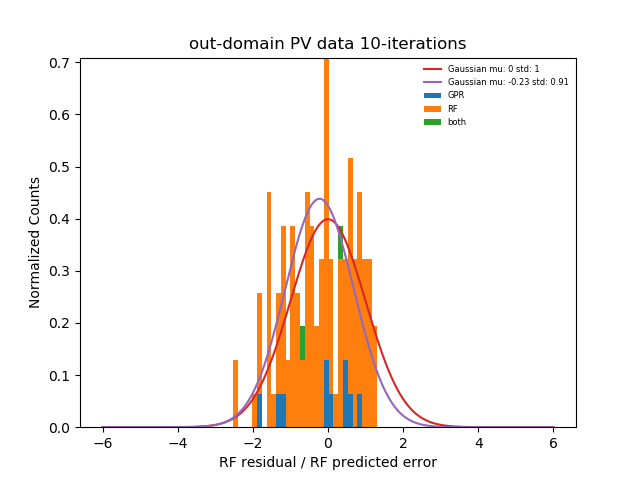 out-domain PV data 10-iterations
Gaussian mu: 0 std: 1
Gaussian mu: -0.23 std: 0.91
GPR
RF
both
Normalized Counts
0.7
0.6
0.5
0.4
0.3
0.2
0.1
0.0
−6 −4 −2 0 2 4 6
RF residual / RF predicted error